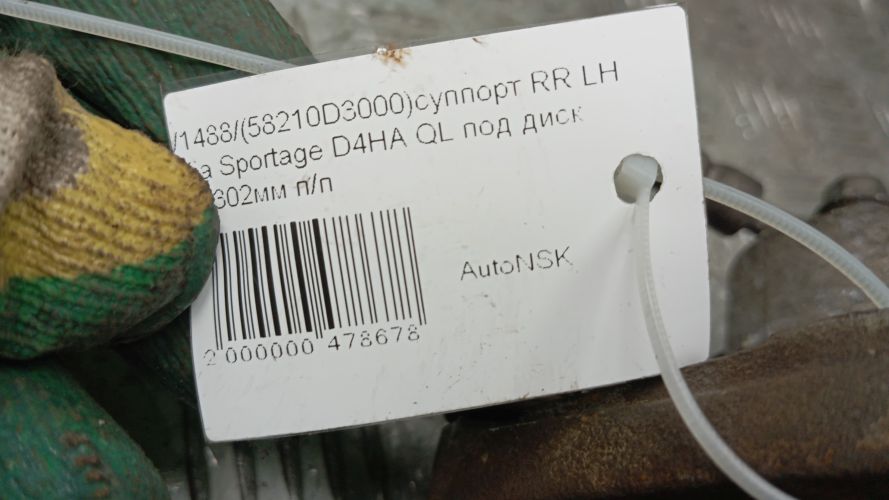 /1488/(58210D3000)суппорт RR LH
Sportage D4HA QL под диск
302мм п/п
AutoNSK
2 000000 478678